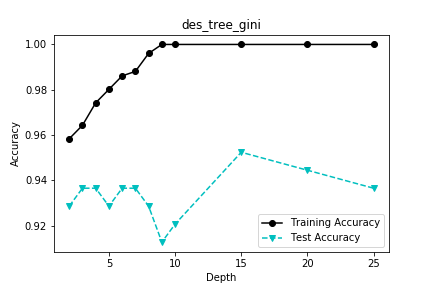 des_tree_gini
1.00
0.98
0.96
0.94
0.92
Accuracy
Training Accuracy
Test Accuracy
5 10 15 20 25
Depth